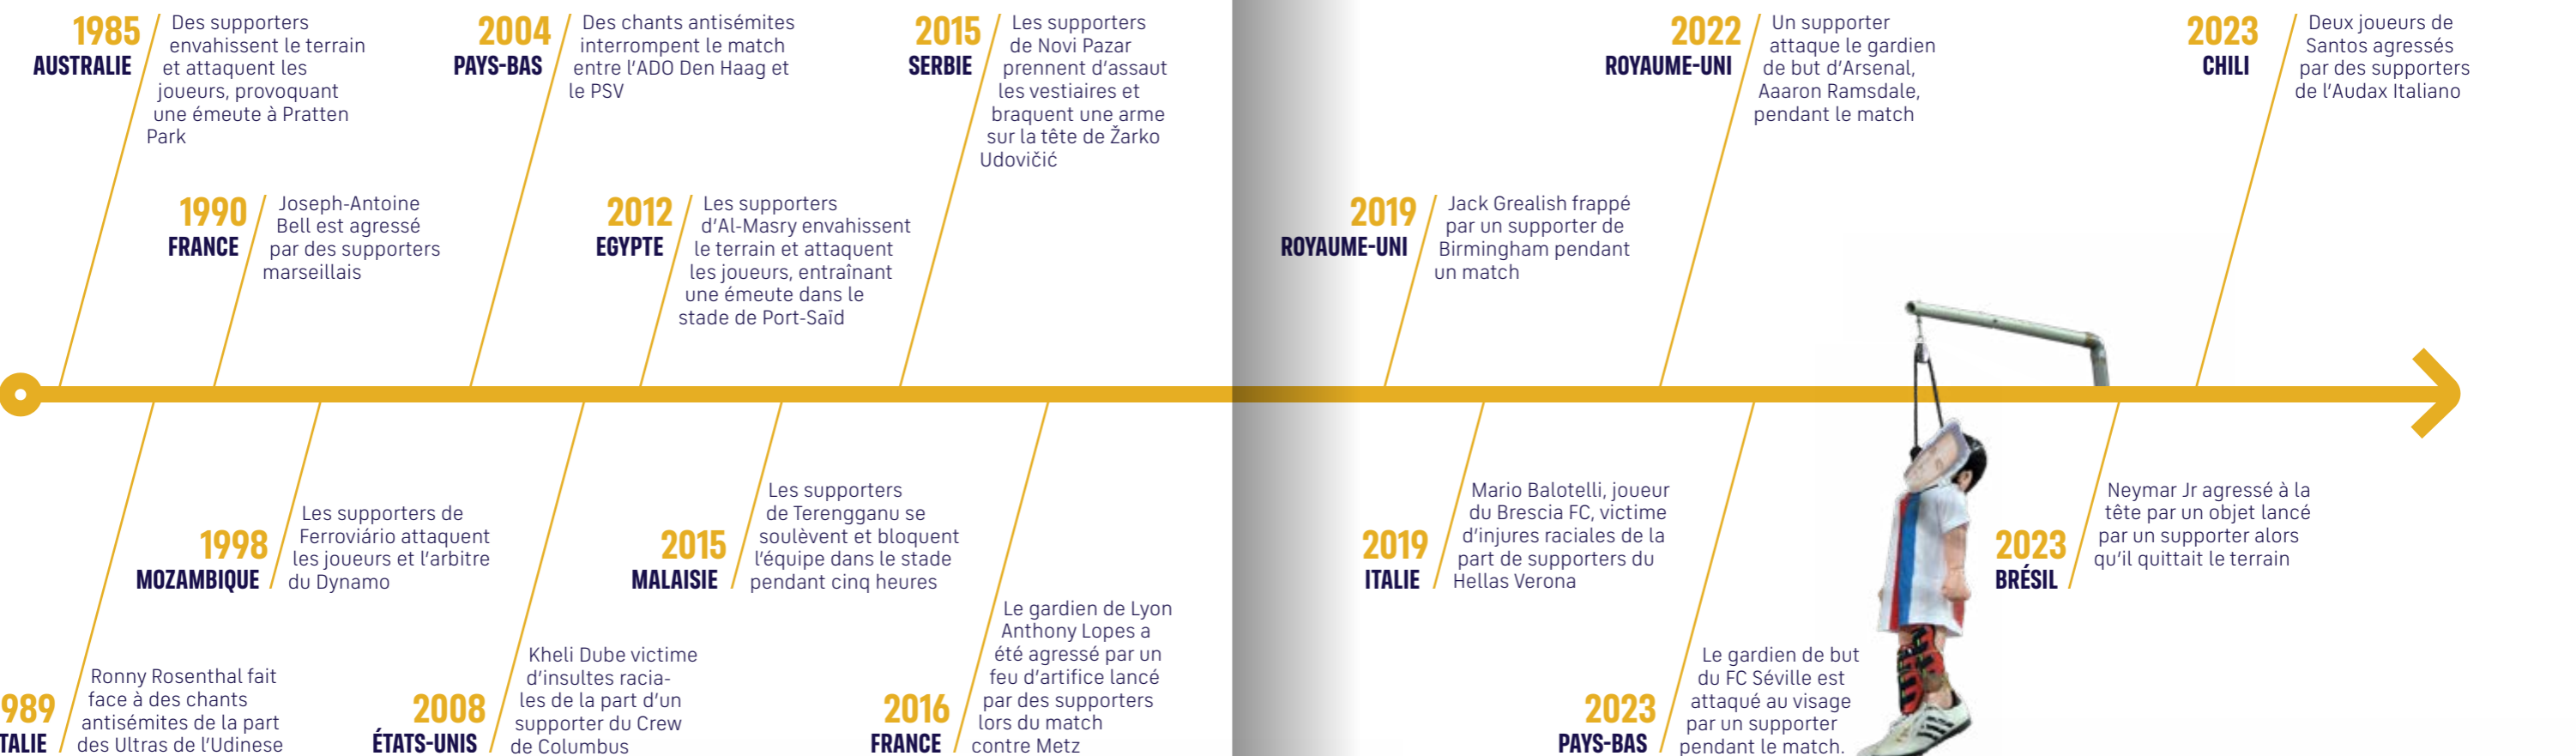 1985
AUSTRALIE
Des supporters
envahissent le terrain
et attaquent les
joueurs, provoquant
une émeute à Pratten
Park
2004
PAYS-BAS
Des chants antisémites
interrompent le match
entre l'ADO Den Haag et
le PSV
2015
SERBIE
Les supporters
de Novi Pazar
prennent d'assaut
les vestiaires et
braquent une arme
sur la tête de Žarko
Udovičić
2022
ROYAUME-UNI
Un supporter
attaque le gardien
de but d'Arsenal,
Aaaron Ramsdale,
pendant le match
2023
CHILI
Deux joueurs de
Santos agressés
par des supporters
de l'Audax Italiano
1990
FRANCE
Joseph-Antoine
Bell est agressé
par des supporters
marseillais
2012
EGYPTE
Les supporters
d'Al-Masry envahissent
le terrain et attaquent
les joueurs, entraînant
une émeute dans le
stade de Port-Saïd
2019
ROYAUME-UNI
Jack Grealish frappé
par un supporter de
Birmingham pendant
un match
1998
MOZAMBIQUE
Les supporters de
Ferroviário attaquent
les joueurs et l'arbitre
du Dynamo
2015
MALAISIE
Les supporters
de Terengganu se
soulèvent et bloquent
l'équipe dans le stade
pendant cinq heures
2019
ITALIE
Mario Balotelli, joueur
du Brescia FC, victime
d'injures raciales de la
part de supporters du
Hellas Verona
2023
BRÉSIL
Neymar Jr agressé à la
tête par un objet lancé
par un supporter alors
qu'il quittait le terrain
989
TALIE
Ronny Rosenthal fait
face à des chants
antisémites de la part
des Ultras de l'Udinese
2008
ÉTATS-UNIS
Kheli Dube victime
d'insultes racia-
les de la part d'un
supporter du Crew
de Columbus
2016
FRANCE
Le gardien de Lyon
Anthony Lopes a
été agressé par un
feu d'artifice lancé
par des supporters
lors du match
contre Metz
2023
PAYS-BAS
Le gardien de but
du FC Séville est
attaqué au visage
par un supporter
pendant le match.